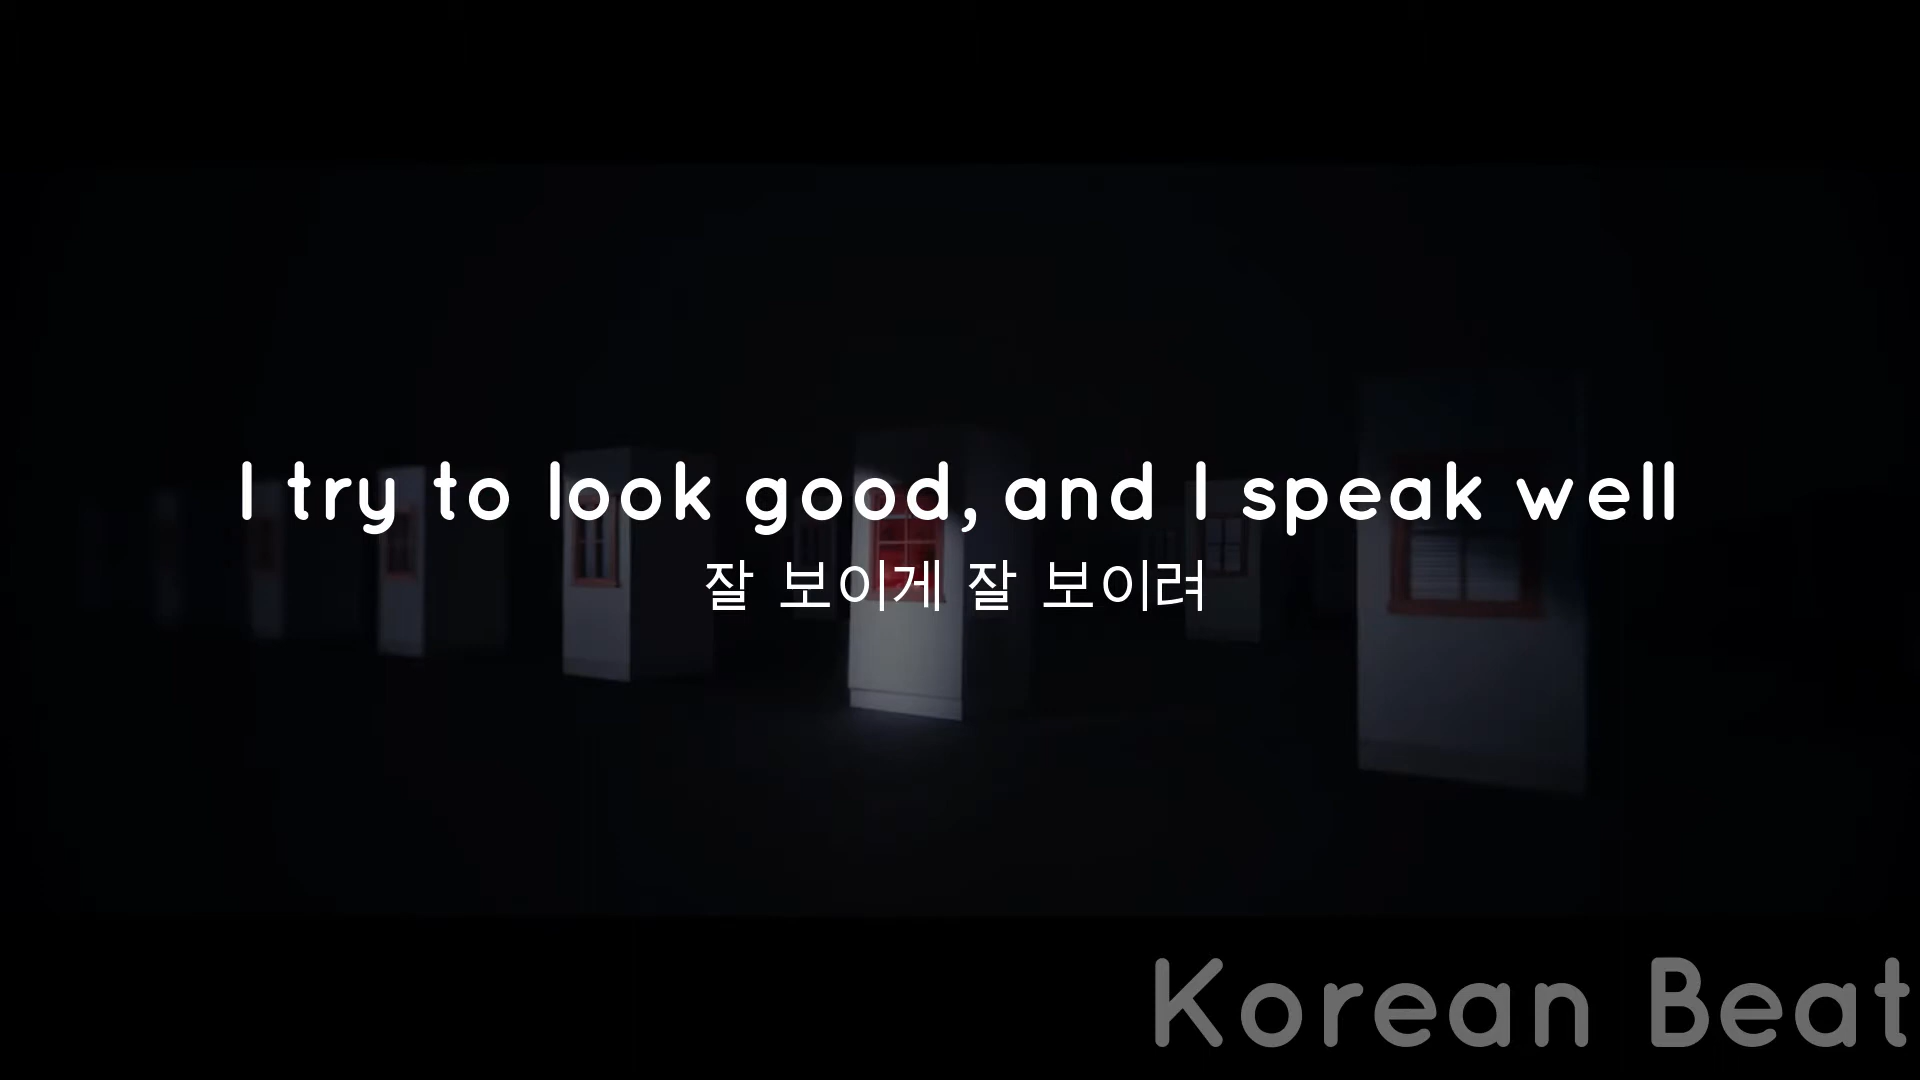 I try to look good, and I speak well
잘 보이게 잘 보이려
Korean Beat